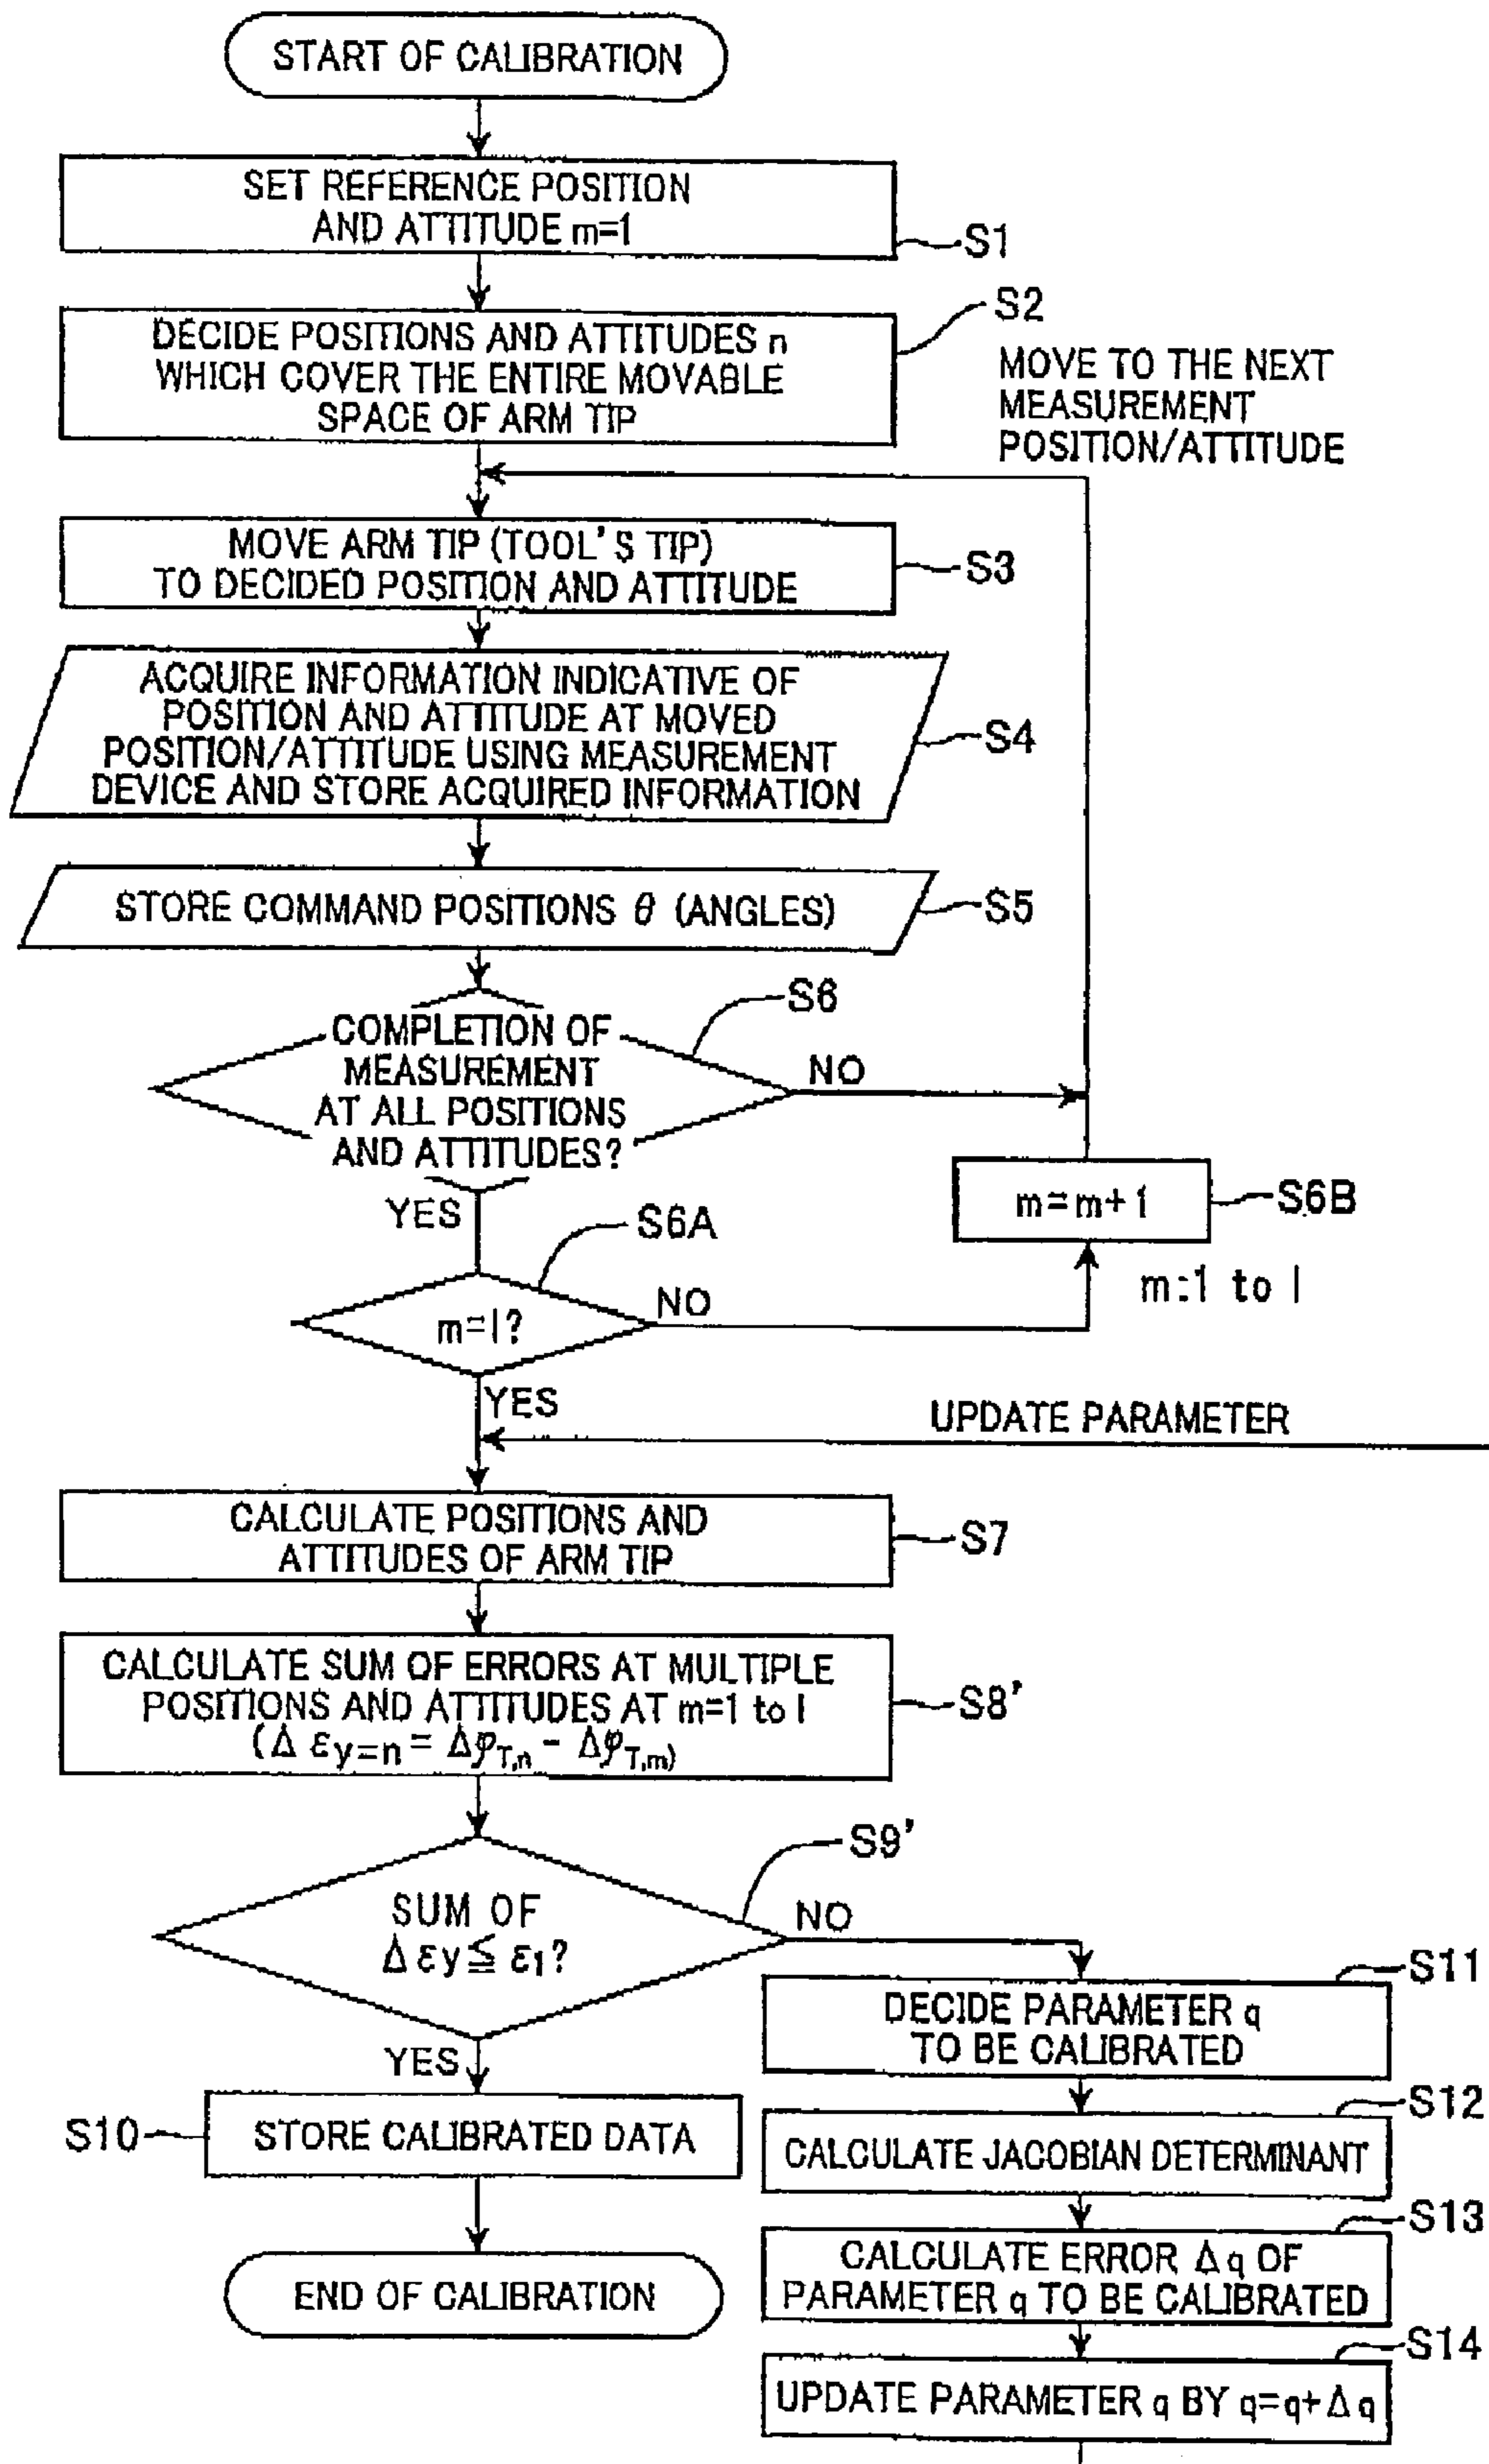 START OF CALIBRATION
SET REFERENCE POSITION
AND ATTITUDE m=1
S1
DECIDE POSITIONS AND ATTITUDES n
WHICH COVER THE ENTIRE MOVABLE
SPACE OF ARM TIP
S2
MOVE TO THE NEXT
MEASUREMENT
POSITION/ATTITUDE
MOVE ARM TIP (TOOL'S TIP)
TO DECIDED POSITION AND ATTITUDE
S3
ACQUIRE INFORMATION INDICATIVE OF
POSITION AND ATTITUDE AT MOVED
POSITION/ATTITUDE USING MEASUREMENT
DEVICE AND STORE ACQUIRED INFORMATION
S4
STORE COMMAND POSITIONS θ (ANGLES)
S5
COMPLETION OF
MEASUREMENT
AT ALL POSITIONS
AND ATTITUDES?
S6
NO
YES
m=m+1
S6B
m:1 to l
S6A
m=l?
NO
YES
UPDATE PARAMETER
CALCULATE POSITIONS AND
ATTITUDES OF ARM TIP
S7
CALCULATE SUM OF ERRORS AT MULTIPLE
POSITIONS AND ATTITUDES AT m=1 to l
(Δ εy=n = ΔφT,n - ΔφT,m)
S8'
SUM OF
Δ εy ≦ ε1?
S9'
NO
YES
S10
STORE CALIBRATED DATA
END OF CALIBRATION
S11
DECIDE PARAMETER q
TO BE CALIBRATED
S12
CALCULATE JACOBIAN DETERMINANT
S13
CALCULATE ERROR Δq OF
PARAMETER q TO BE CALIBRATED
S14
UPDATE PARAMETER q BY q=q+Δq